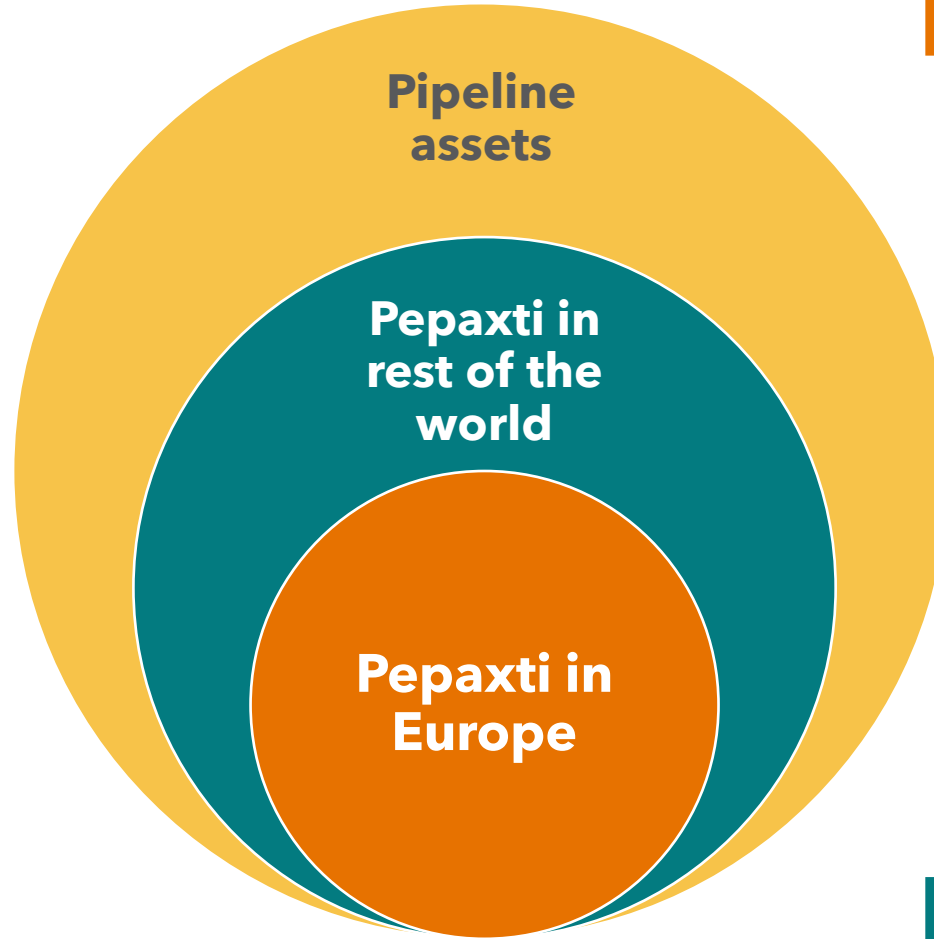 Pipeline
assets
Pepaxti in
rest of the
world
Pepaxti in
Europe